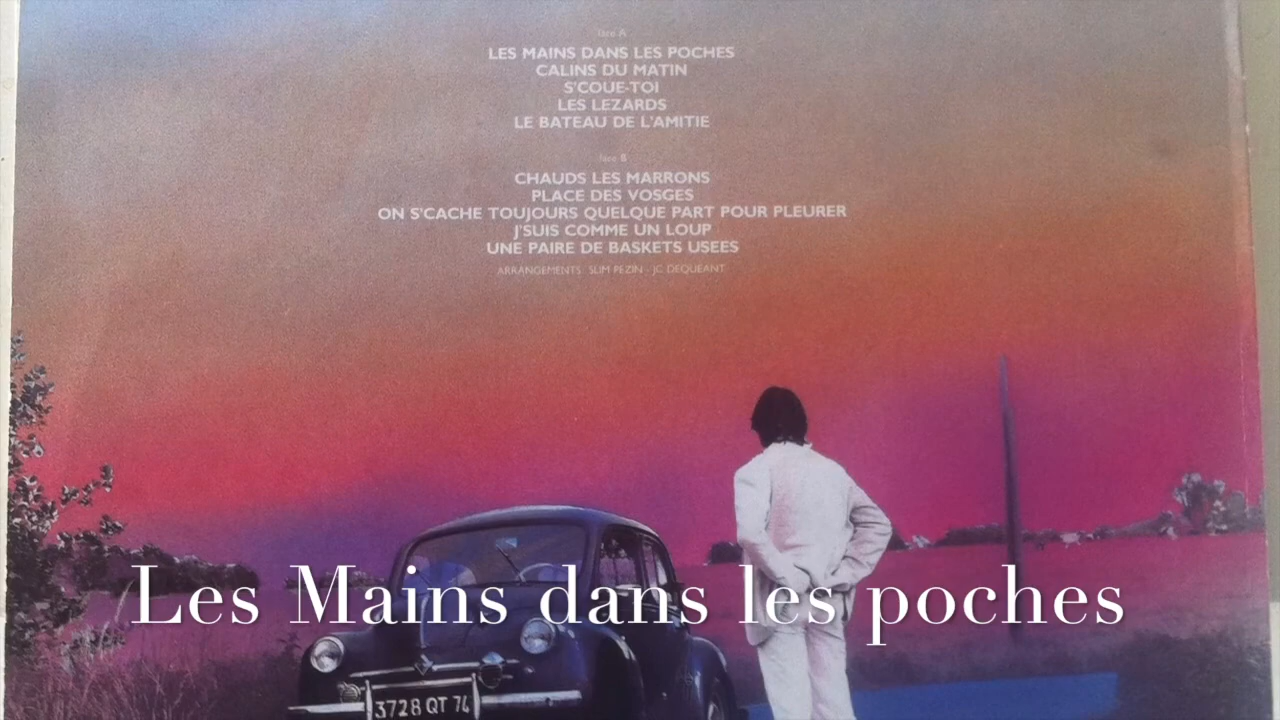 face A
LES MAINS DANS LES POCHES
CALINS DU MATIN
S'COUE-TOI
LES LEZARDS
LE BATEAU DE L'AMITIE
face B
CHAUDS LES MARRONS
PLACE DES VOSGES
ON S'CACHE TOUJOURS QUELQUE PART POUR PLEURER
J'SUIS COMME UN LOUP
UNE PAIRE DE BASKETS USEES
ARRANGEMENTS SLIM PEZIN - JC DEQUEANT
Les Mains dans les poches
3728 QT 74